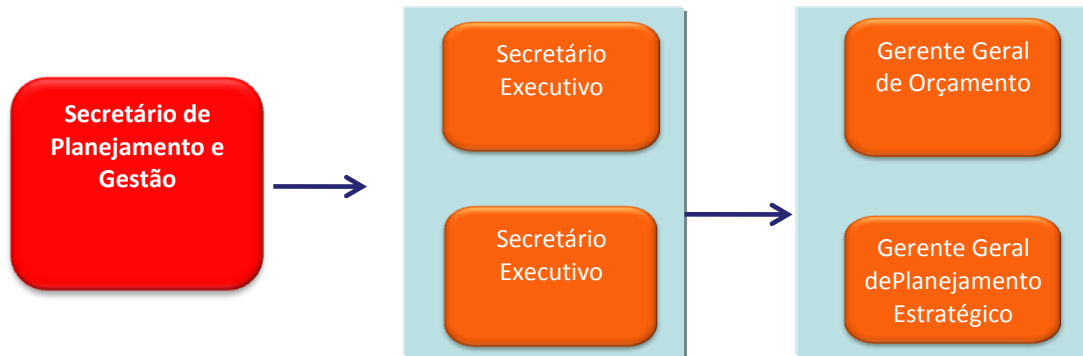 Secretário de
Planejamento e
Gestão
Secretário
Executivo
Secretário
Executivo
Gerente Geral
de Orçamento
Gerente Geral
dePlanejamento
Estratégico